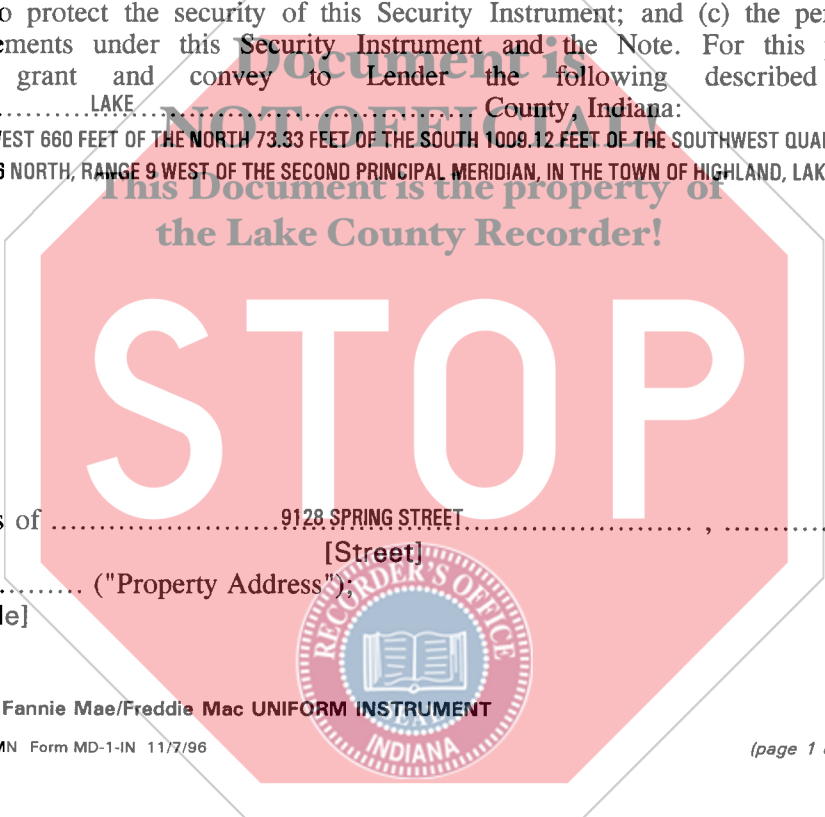 o protect the security of this Security Instrument; and (c) the
ements under this Security Instrument and the Note. For this
grant and convey to Lender the following described
Document is
LAKE County, Indiana:
NOT OFFICIAL!
EST 660 FEET OF THE NORTH 73.33 FEET OF THE SOUTH 1009.12 FEET OF THE SOUTHWEST QUA
6 NORTH, RANGE 9 WEST OF THE SECOND PRINCIPAL MERIDIAN, IN THE TOWN OF HIGHLAND, LAK
This Document is the property of
the Lake County Recorder!
STOP
s of ........................ 9128 SPRING STREET ........................ , ...........
[Street]
......... ("Property Address");
le]
RECORDER'S OFFICE
SEAL
INDIANA
Fannie Mae/Freddie Mac UNIFORM INSTRUMENT
MN Form MD-1-IN 11/7/96
(page 1